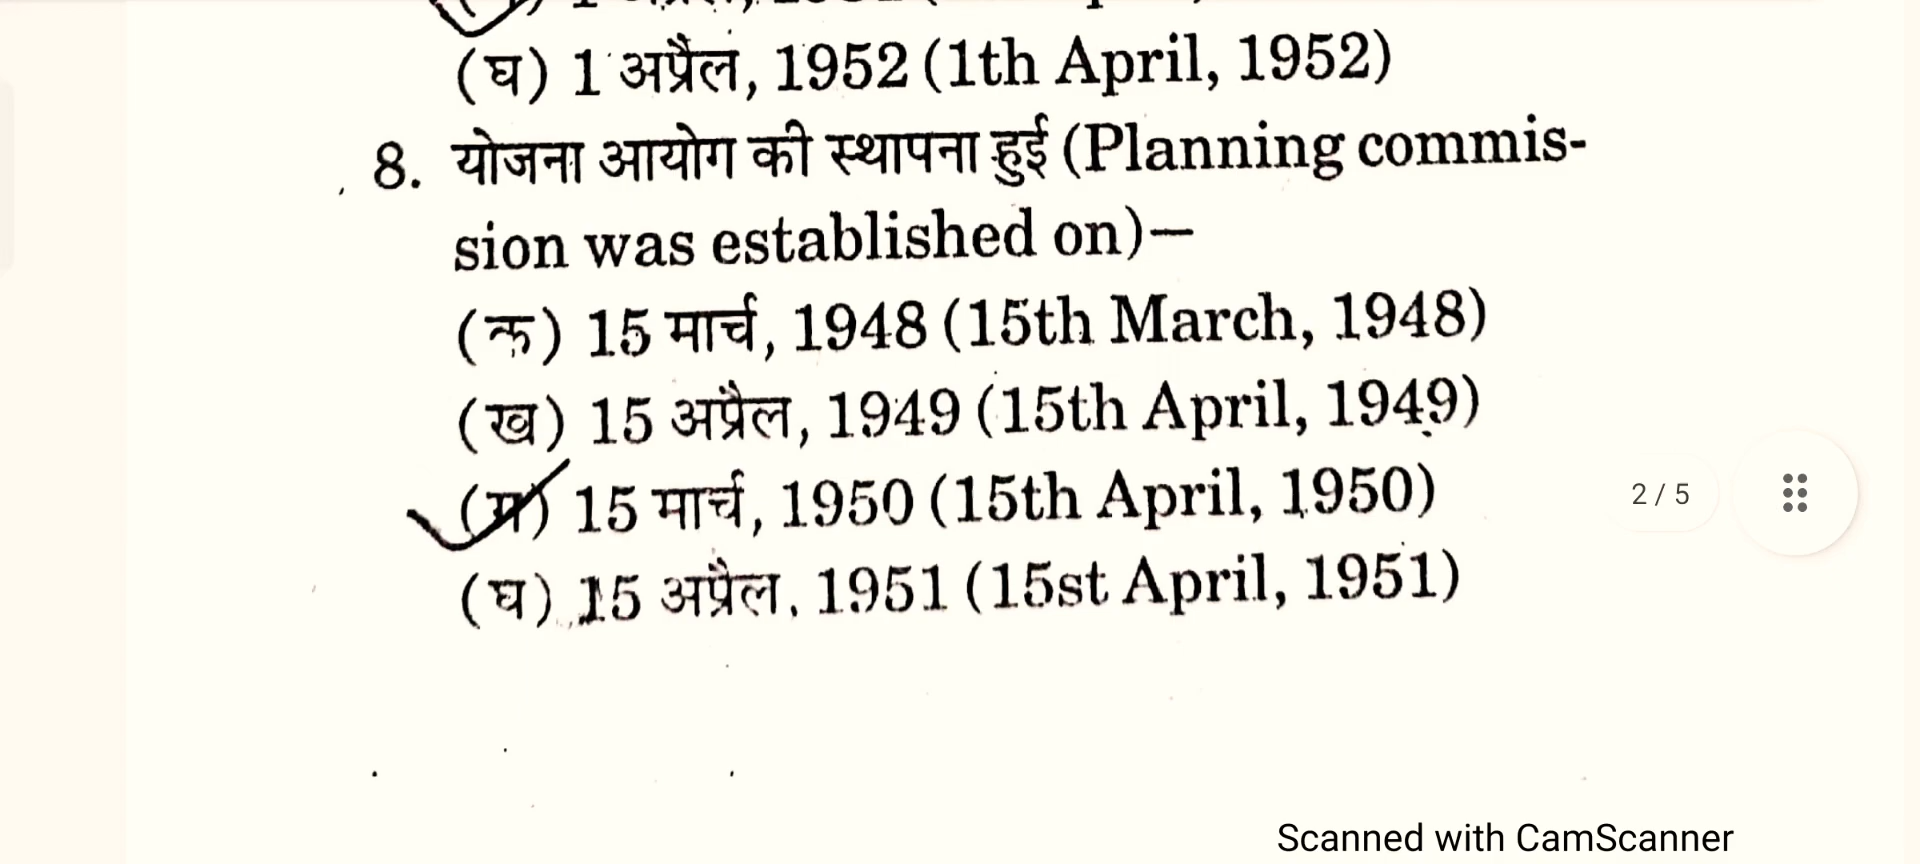 (घ) 1 अप्रैल, 1952 (1th April, 1952)
8. योजना आयोग की स्थापना हुई (Planning commis-
sion was established on)—
(क) 15 मार्च, 1948 (15th March, 1948)
(ख) 15 अप्रैल, 1949 (15th April, 1949)
(ग) 15 मार्च, 1950 (15th April, 1950)
(घ) 15 अप्रैल, 1951 (15st April, 1951)
2 / 5
Scanned with CamScanner